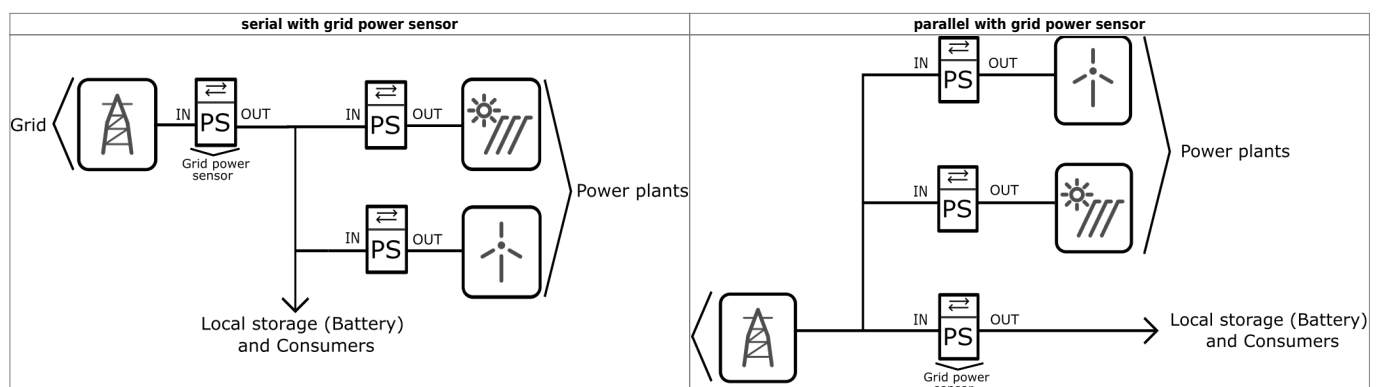 serial with grid power sensor
Grid
IN
PS
OUT
Grid power
sensor
IN
PS
OUT
IN
PS
OUT
Power plants
Local storage (Battery)
and Consumers
parallel with grid power sensor
IN
PS
OUT
IN
PS
OUT
Power plants
IN
PS
OUT
Local storage (Battery)
and Consumers
Grid power